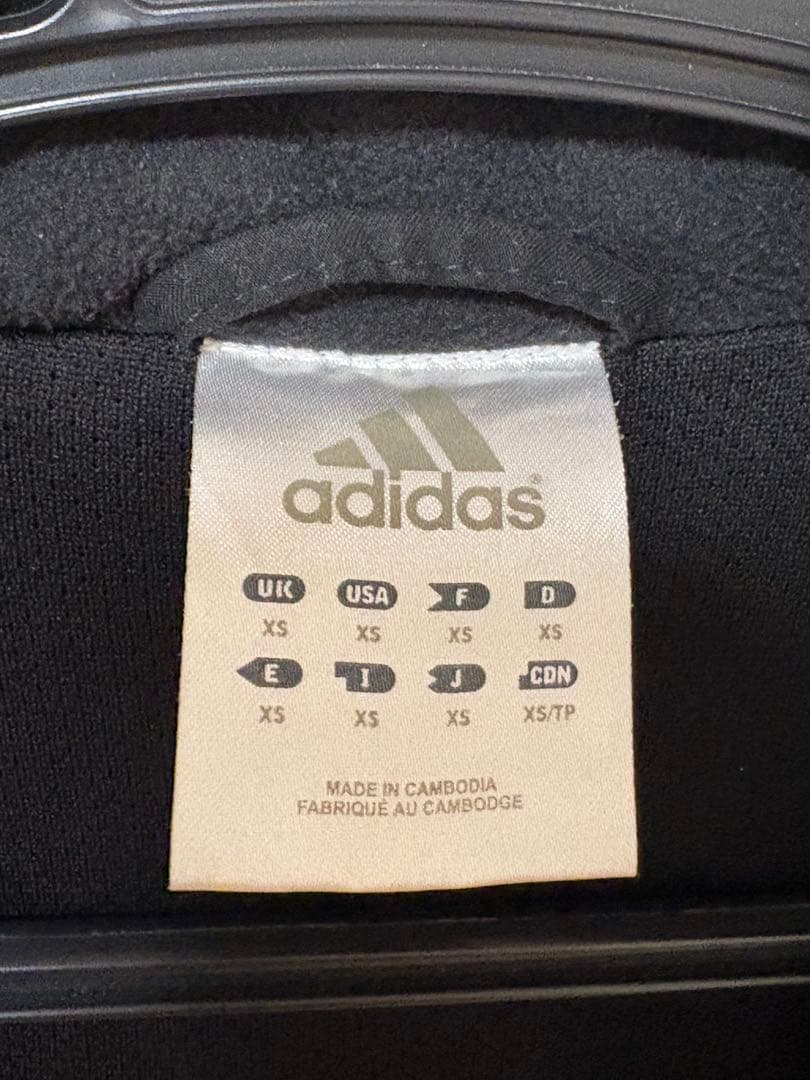 adidas®
UK USA F D
XS XS XS XS
E I J CDN
XS XS XS XS/TP
MADE IN CAMBODIA
FABRIQUÉ AU CAMBODGE